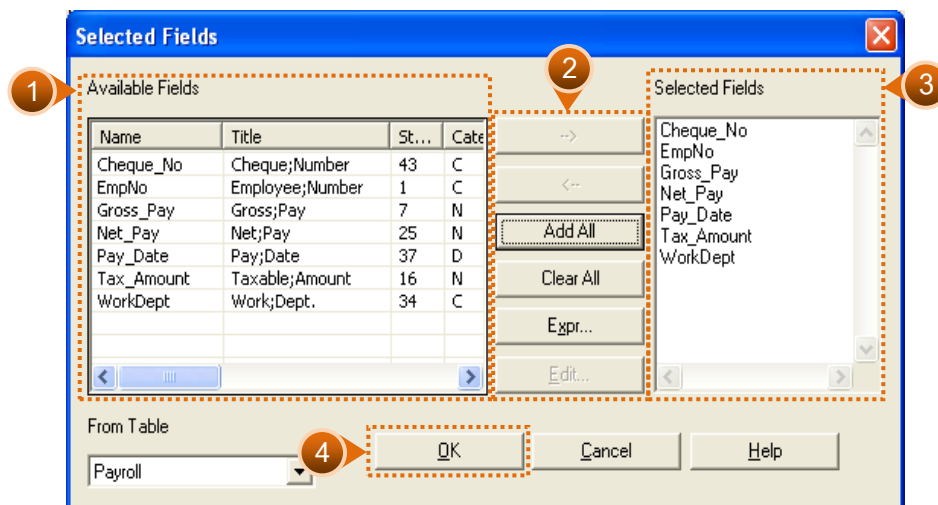 Selected Fields
1
Available Fields
2
Selected Fields
3
Name Title St... Cate
Cheque_No Cheque;Number 43 C
EmpNo Employee;Number 1 C
Gross_Pay Gross;Pay 7 N
Net_Pay Net;Pay 25 N
Pay_Date Pay;Date 37 D
Tax_Amount Taxable;Amount 16 N
WorkDept Work;Dept. 34 C
-->
<--
Add All
Clear All
Expr...
Edit...
Cheque_No
EmpNo
Gross_Pay
Net_Pay
Pay_Date
Tax_Amount
WorkDept
From Table
Payroll
4
OK
Cancel
Help